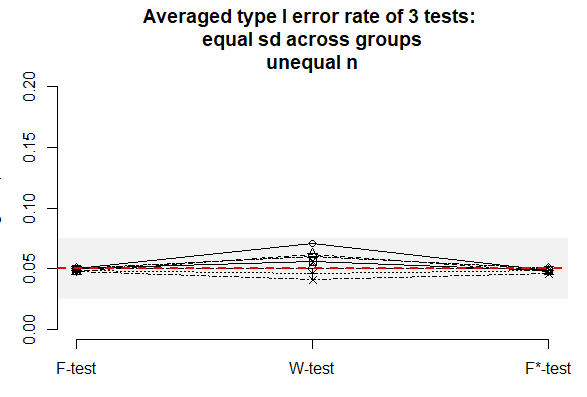 Averaged type I error rate of 3 tests:
equal sd across groups
unequal n
0.20
0.15
0.10
0.05
0.00
F-test W-test F*-test